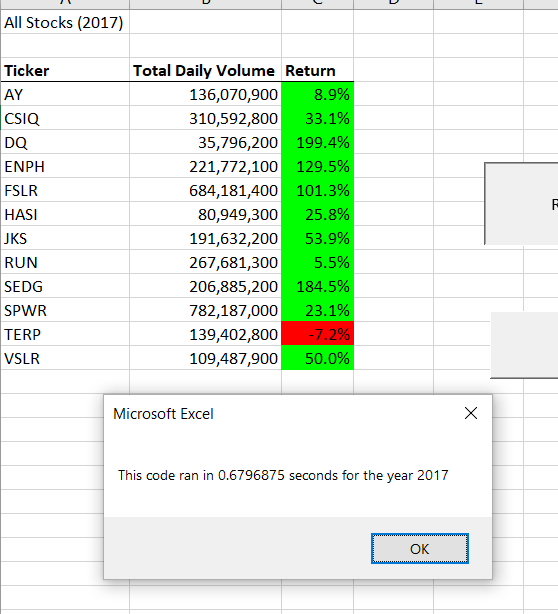 All Stocks (2017)
Ticker Total Daily Volume Return
AY 136,070,900 8.9%
CSIQ 310,592,800 33.1%
DQ 35,796,200 199.4%
ENPH 221,772,100 129.5%
FSLR 684,181,400 101.3%
HASI 80,949,300 25.8%
JKS 191,632,200 53.9%
RUN 267,681,300 5.5%
SEDG 206,885,200 184.5%
SPWR 782,187,000 23.1%
TERP 139,402,800 -7.2%
VSLR 109,487,900 50.0%
Microsoft Excel
This code ran in 0.6796875 seconds for the year 2017
OK